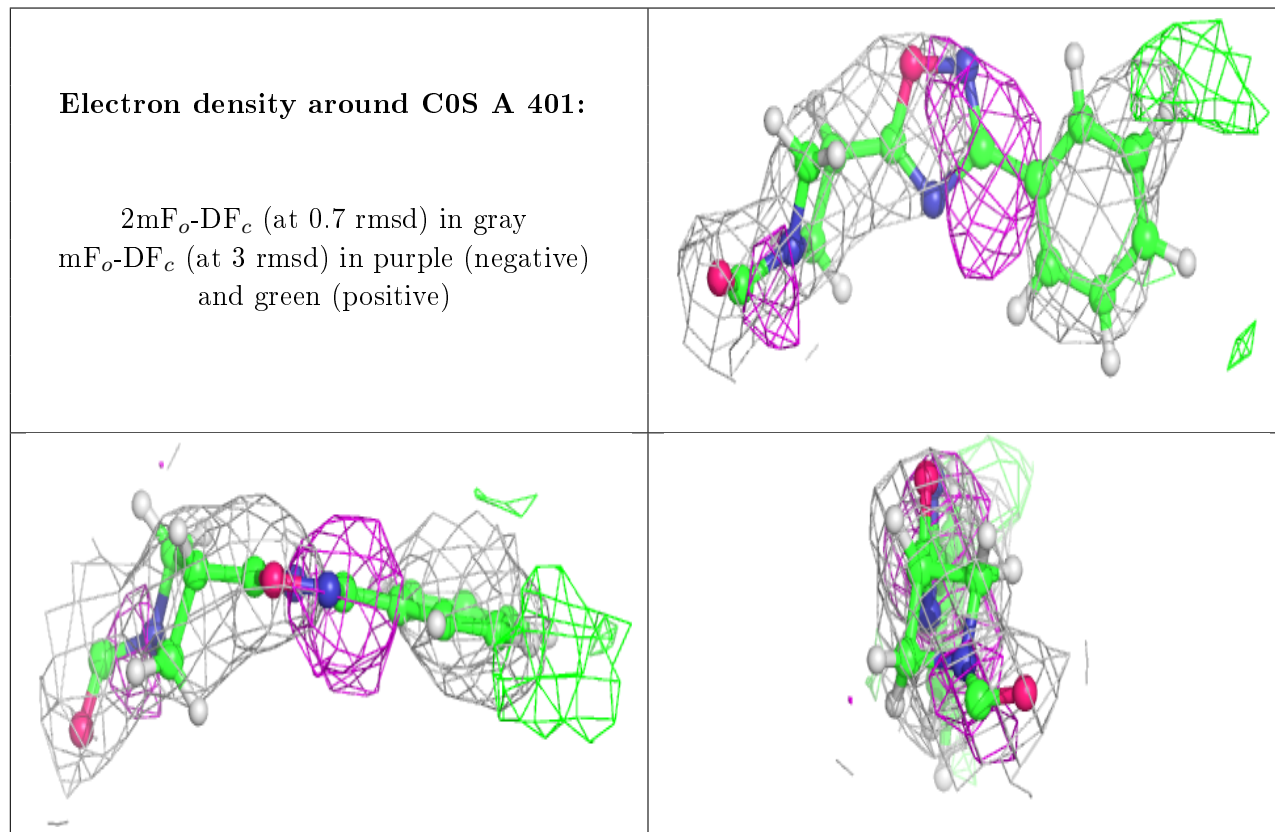 Electron density around C0S A 401:
2mFo-DFc (at 0.7 rmsd) in gray
mFo-DFc (at 3 rmsd) in purple (negative)
and green (positive)